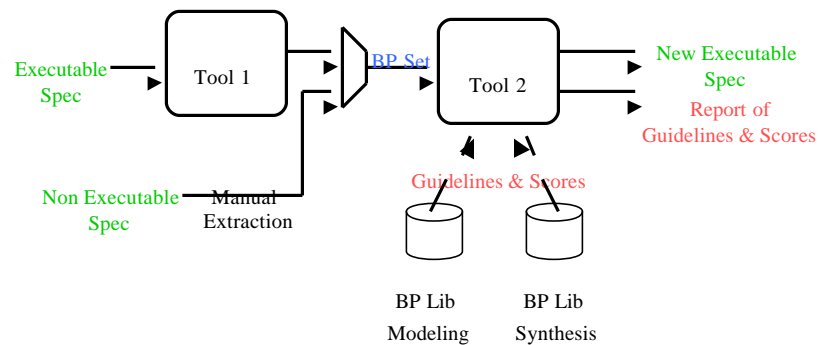 Executable
Spec
Tool 1
BP Set
Tool 2
New Executable
Spec
Report of
Guidelines & Scores
Non Executable
Spec
Manual
Extraction
Guidelines & Scores
BP Lib
Modeling
BP Lib
Synthesis